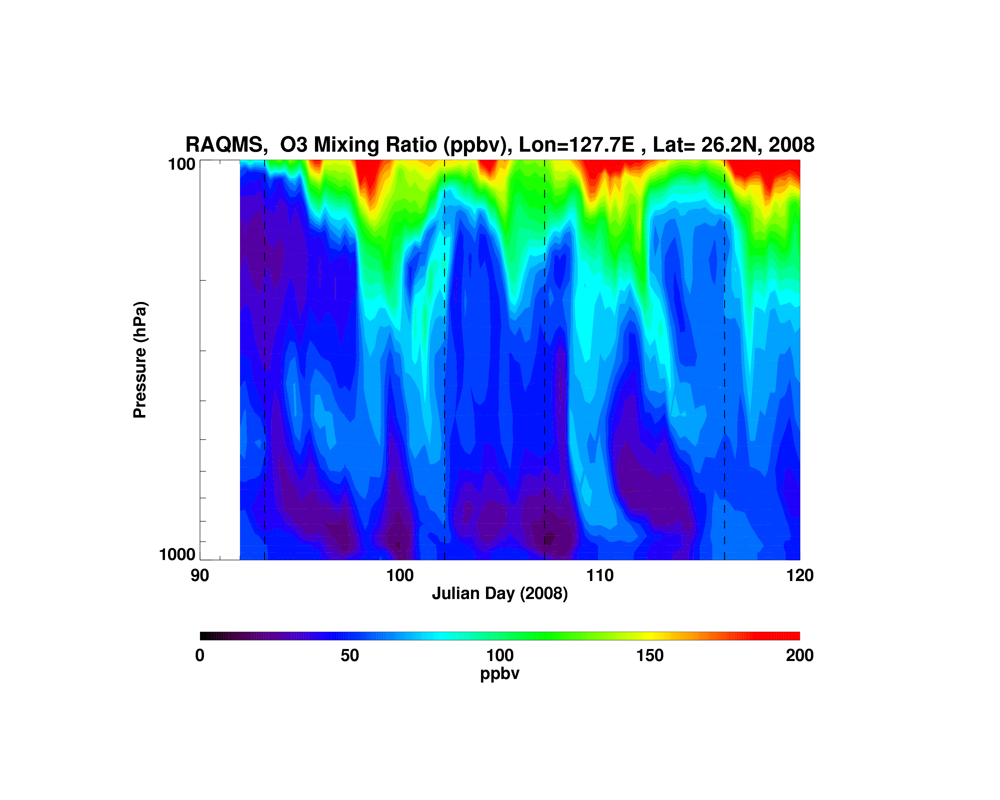 RAQMS,  O3 Mixing Ratio (ppbv), Lon=127.7E , Lat= 26.2N, 2008
100
Pressure (hPa)
1000
90 100 110 120
Julian Day (2008)
0 50 100 150 200
ppbv